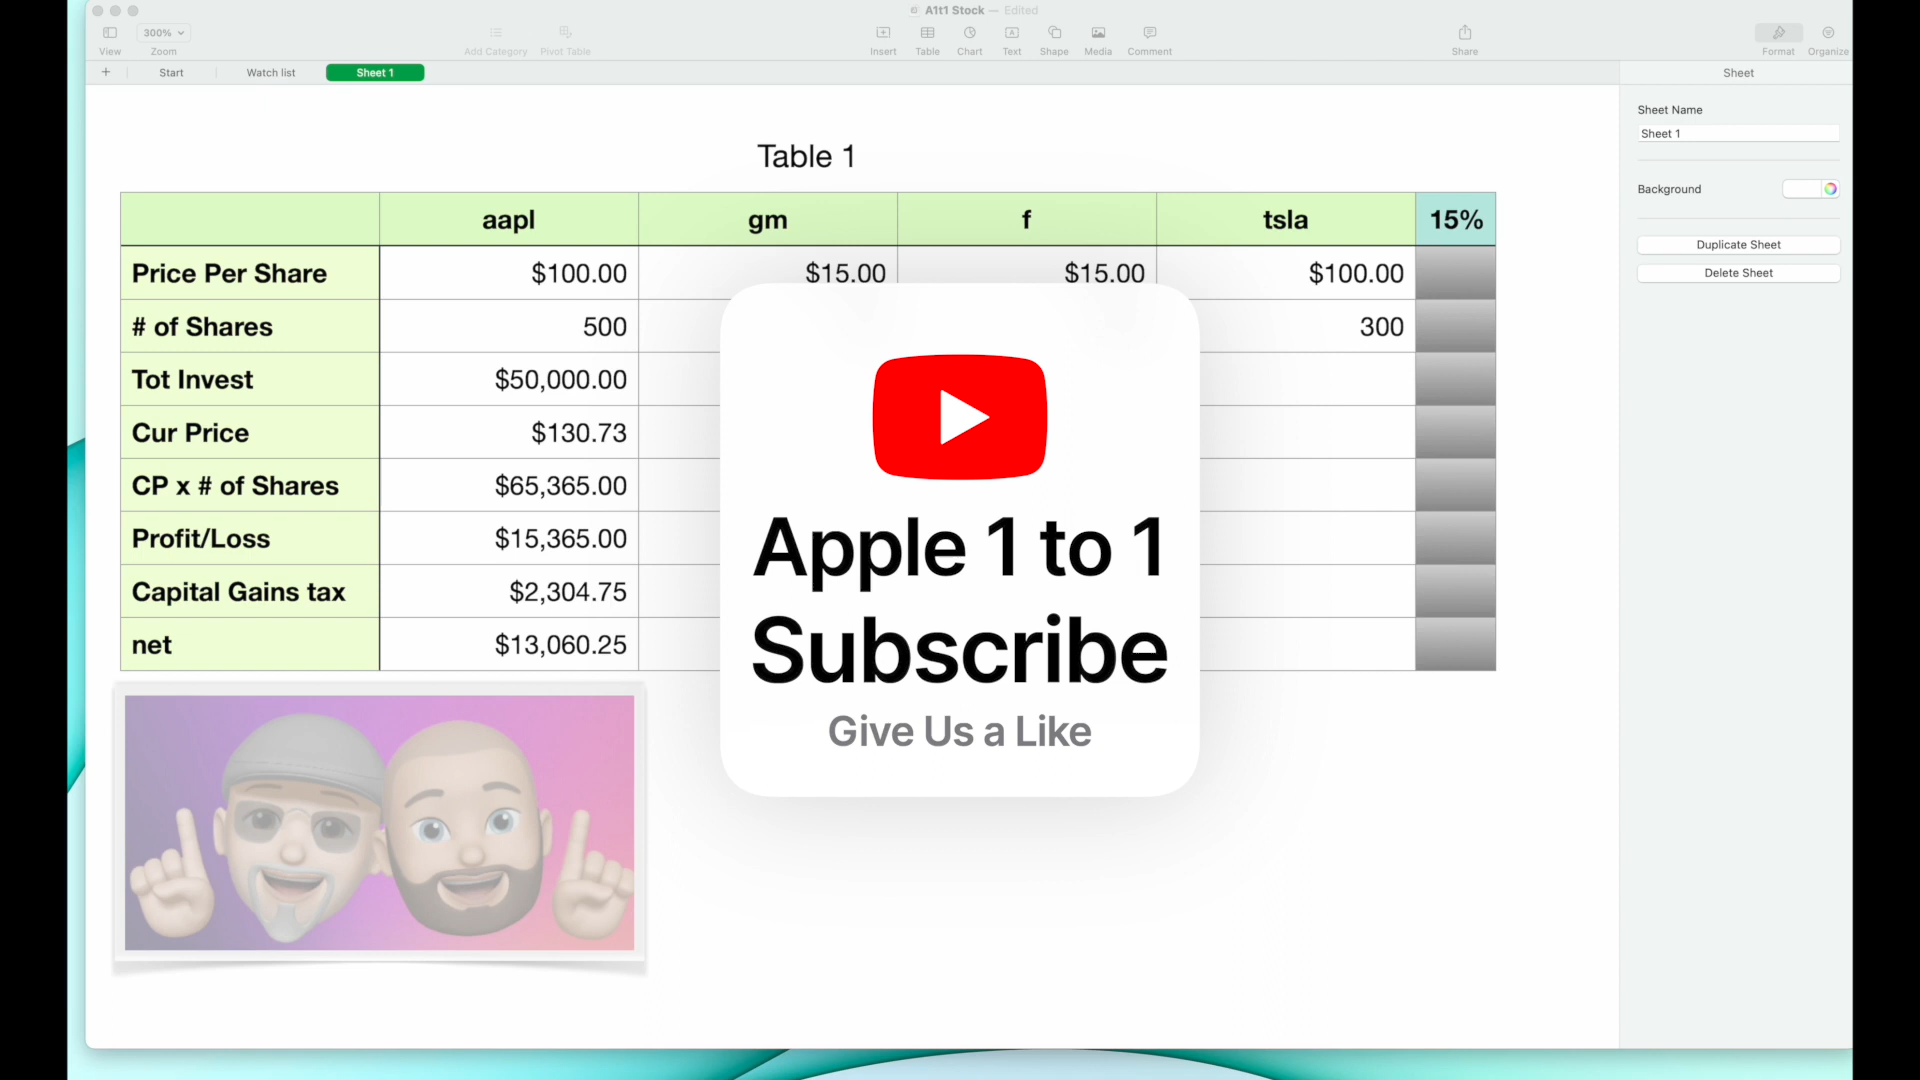 A1t1 Stock — Edited
300%
View Zoom Add Category Pivot Table Insert Table Chart Text Shape Media Comment Share Format Organize
+ Start Watch list Sheet 1 Sheet
Sheet Name
Sheet 1
Background
Duplicate Sheet
Delete Sheet
Table 1
aapl gm f tsla 15%
Price Per Share $100.00 $15.00 $15.00 $100.00
# of Shares 500 300
Tot Invest $50,000.00
Cur Price $130.73
CP x # of Shares $65,365.00
Profit/Loss $15,365.00
Capital Gains tax $2,304.75
net $13,060.25
Apple 1 to 1
Subscribe
Give Us a Like